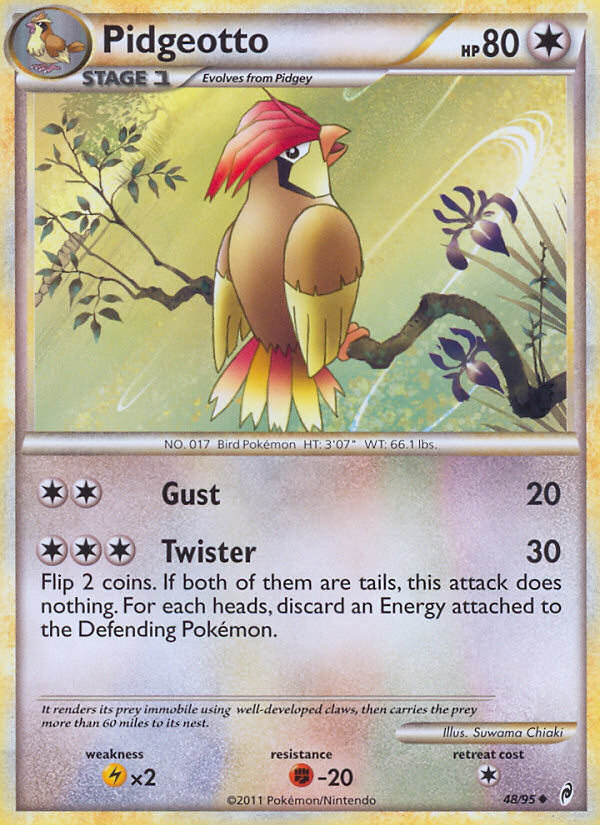 Pidgeotto
HP 80
STAGE 1
Evolves from Pidgey
NO. 017 Bird Pokémon HT: 3'07" WT: 66.1 lbs.
Gust 20
Twister 30
Flip 2 coins. If both of them are tails, this attack does
nothing. For each heads, discard an Energy attached to
the Defending Pokémon.
It renders its prey immobile using well-developed claws, then carries the prey
more than 60 miles to its nest.
Illus. Suwama Chiaki
weakness resistance retreat cost
×2 -20
©2011 Pokémon/Nintendo
48/95